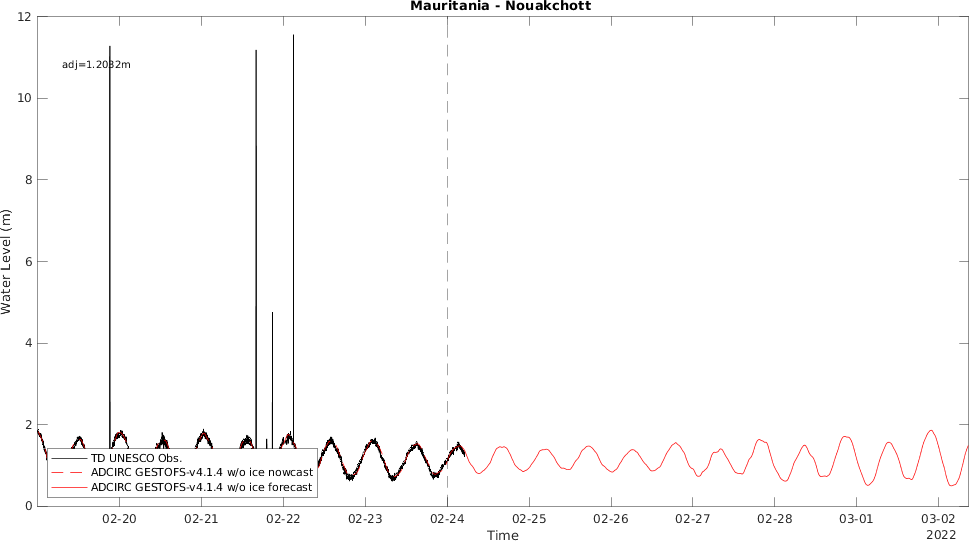 Mauritania - Nouakchott
12
adj=1.2032m
10
8
6
4
2
0
Water Level (m)
TD UNESCO Obs.
ADCIRC GESTOFS-v4.1.4 w/o ice nowcast
ADCIRC GESTOFS-v4.1.4 w/o ice forecast
02-20 02-21 02-22 02-23 02-24 02-25 02-26 02-27 02-28 03-01 03-02
Time
2022